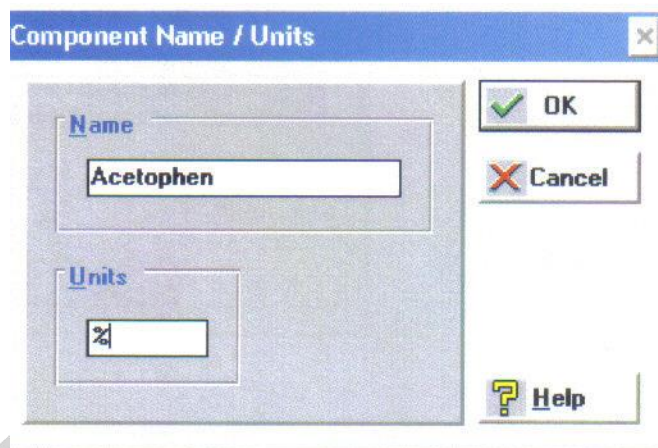 Component Name / Units
Name
Acetophen
Units
%
OK
Cancel
Help